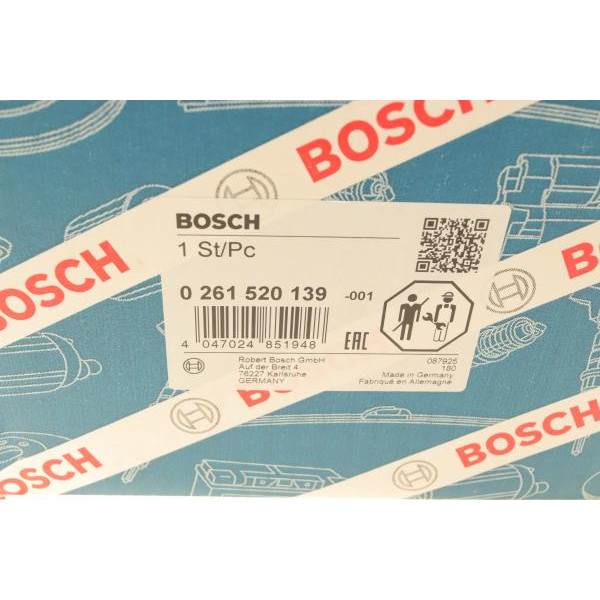 BOSCH
BOSCH
BOSCH
1 St/Pc
0 261 520 139 -001
4 047024 851948
EAC
Robert Bosch GmbH
Auf der Breit 4
76227 Karlsruhe
GERMANY
087925
180
Made in Germany
Fabriqué en Allemagne
BOSCH
BOSCH